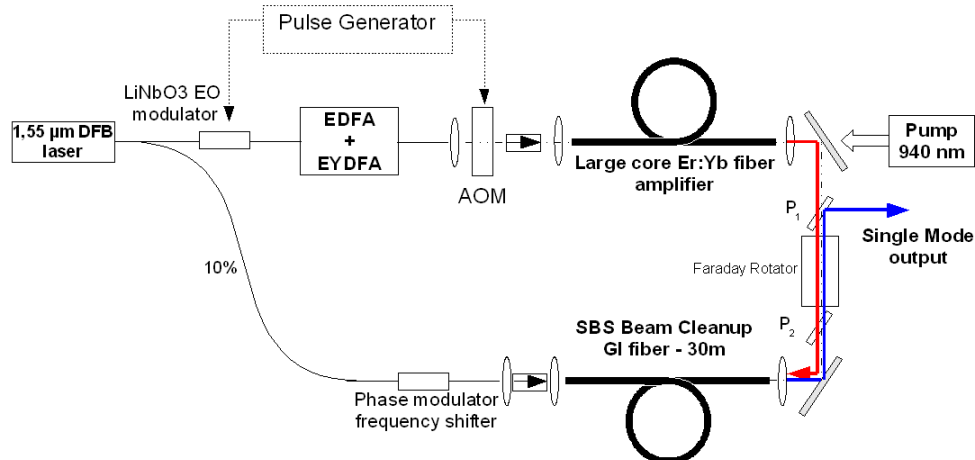 Pulse Generator
LiNbO3 EO
modulator
1,55 µm DFB
laser
EDFA
+
EYDFA
AOM
Large core Er:Yb fiber
amplifier
Pump
940 nm
P1
Single Mode
output
Faraday Rotator
10%
P2
SBS Beam Cleanup
GI fiber - 30m
Phase modulator
frequency shifter